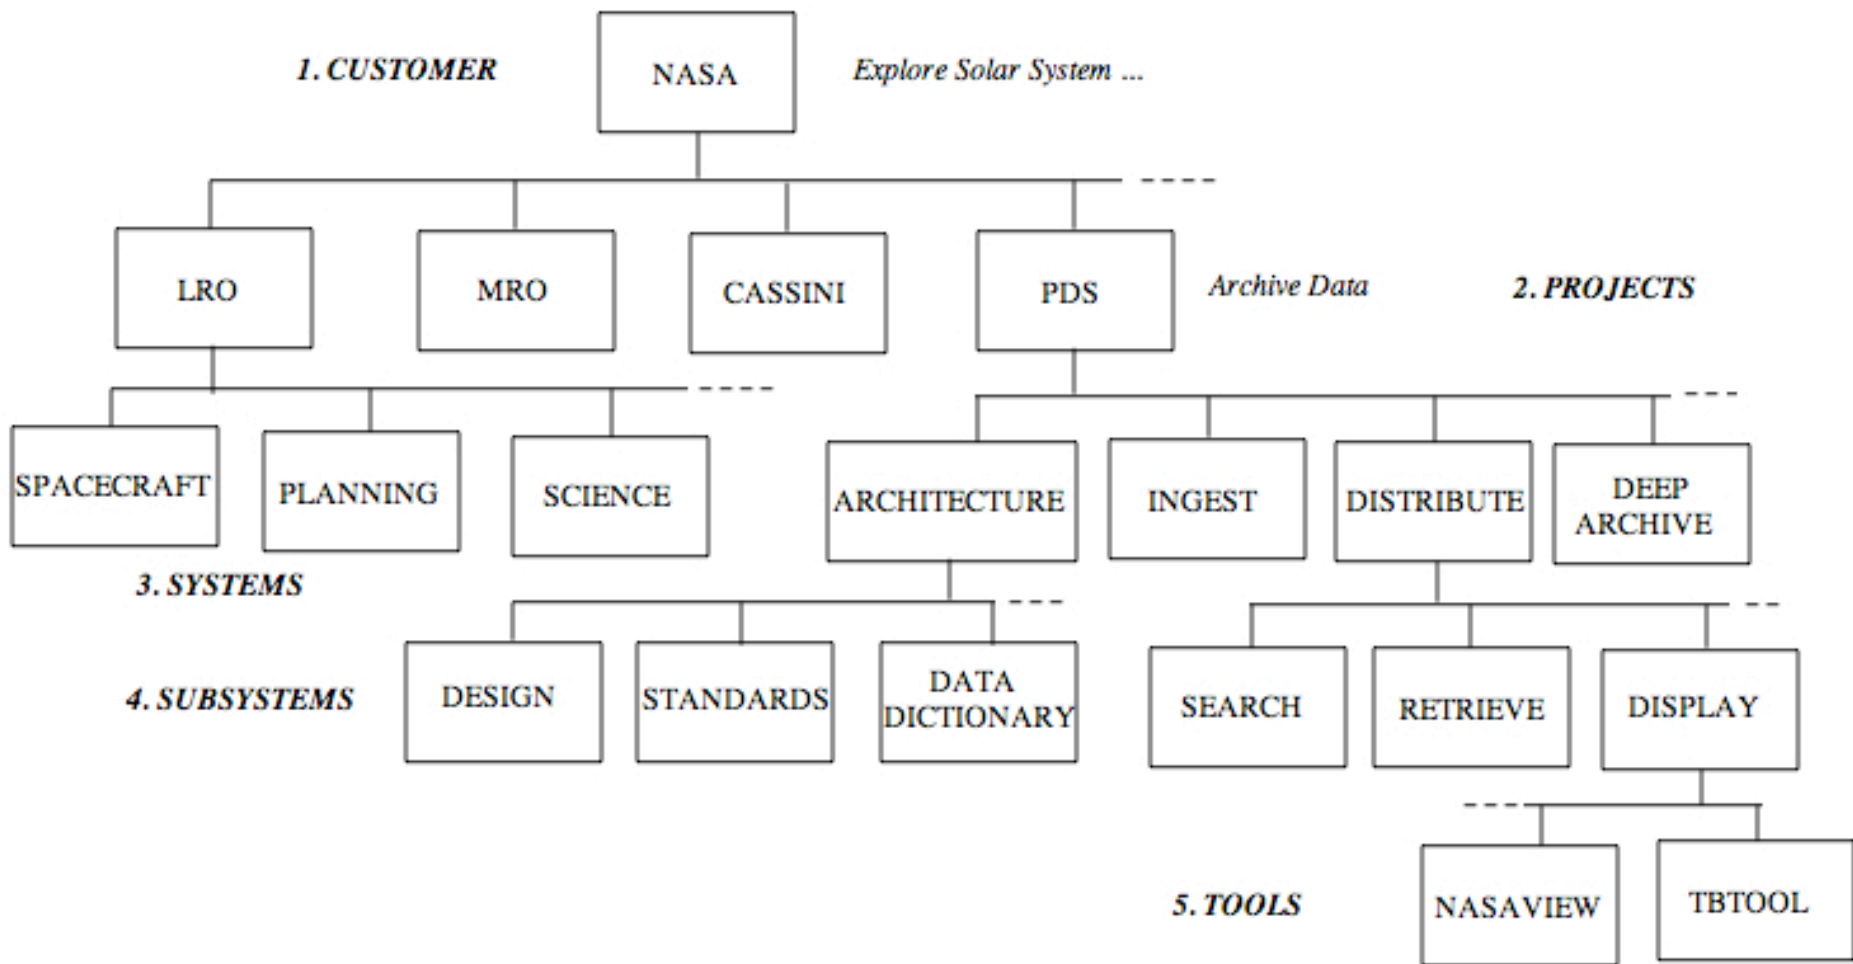 1. CUSTOMER
NASA
Explore Solar System ...
LRO
MRO
CASSINI
PDS
Archive Data
2. PROJECTS
SPACECRAFT
PLANNING
SCIENCE
ARCHITECTURE
INGEST
DISTRIBUTE
DEEP
ARCHIVE
3. SYSTEMS
4. SUBSYSTEMS
DESIGN
STANDARDS
DATA
DICTIONARY
SEARCH
RETRIEVE
DISPLAY
5. TOOLS
NASAVIEW
TBTOOL